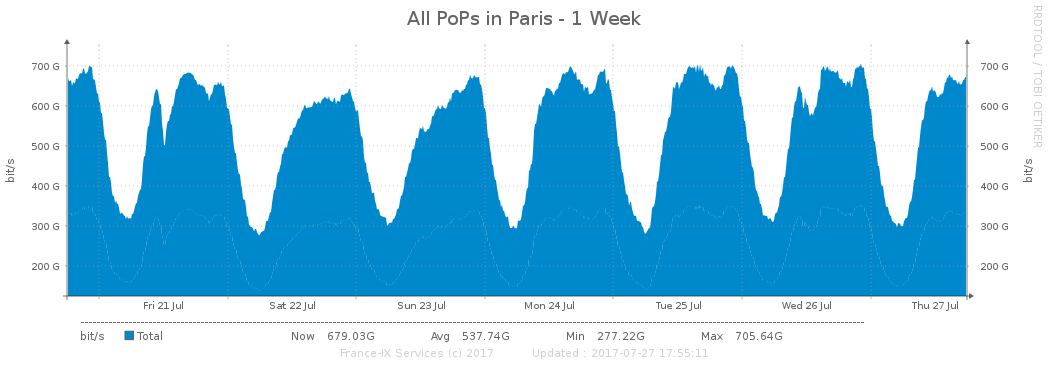 All PoPs in Paris - 1 Week
RRDTOOL / TOBI OETIKER
bit/s
700 G
600 G
500 G
400 G
300 G
200 G
700 G
600 G
500 G
400 G
300 G
200 G
bit/s
Fri 21 Jul Sat 22 Jul Sun 23 Jul Mon 24 Jul Tue 25 Jul Wed 26 Jul Thu 27 Jul
bit/s Total Now 679.03G Avg 537.74G Min 277.22G Max 705.64G
France-IX Services (c) 2017 Updated : 2017-07-27 17:55:11